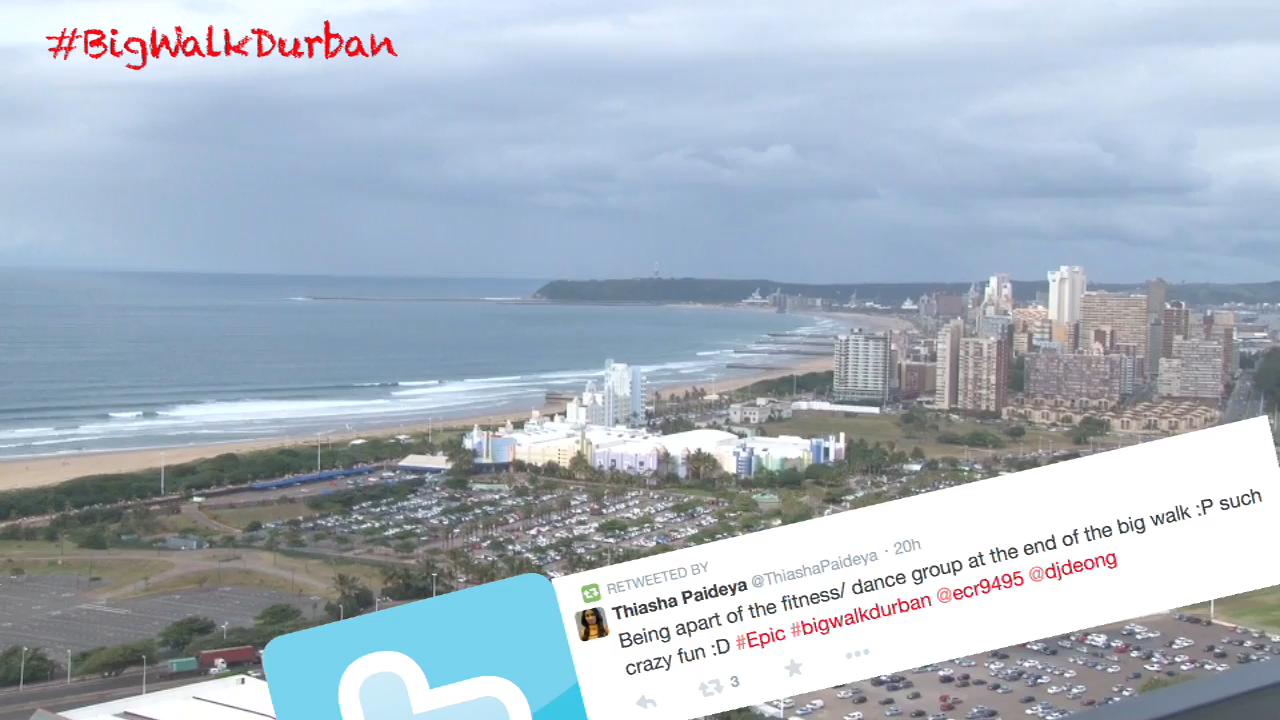 #BigWalkDurban
RETWEETED BY
Thiasha Paideya @ThiashaPaideya · 20h
Being apart of the fitness/ dance group at the end of the big walk :P such
crazy fun :D #Epic #bigwalkdurban @ecr9495 @djdeong
3